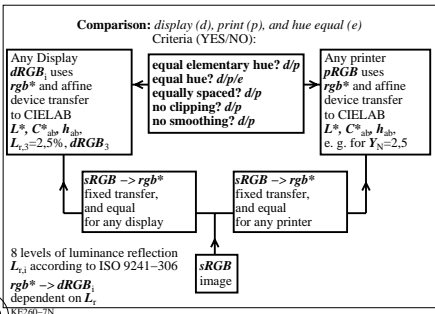 Comparison: display (d), print (p), and hue equal (e)
Criteria (YES/NO):
Any Display
dRGBi uses
rgb* and affine
device transfer
to CIELAB
L*, C*ab, hab,
Lr,3=2,5%, dRGB3
equal elementary hue? d/p
equal hue? d/p/e
equally spaced? d/p
no clipping? d/p
no smoothing? d/p
Any printer
pRGB uses
rgb* and affine
device transfer
to CIELAB
L*, C*ab, hab,
e. g. for YN=2,5
sRGB -> rgb*
fixed transfer,
and equal
for any display
sRGB -> rgb*
fixed transfer,
and equal
for any printer
8 levels of luminance reflection
Lr,i according to ISO 9241-306
rgb* -> dRGBi
dependent on Lr
sRGB
image
KE260-7N